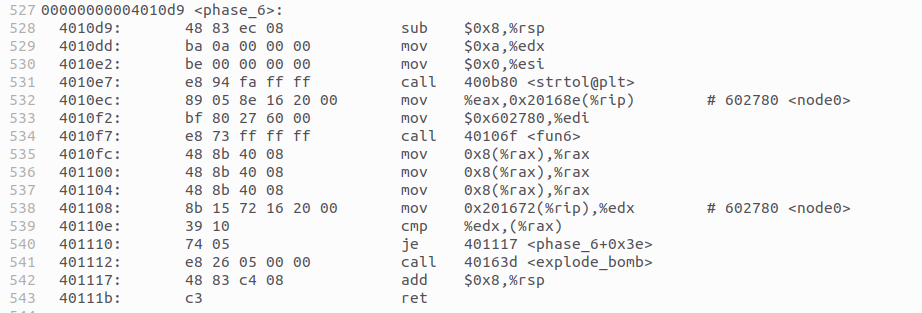 527 00000000004010d9 <phase_6>:
528 4010d9: 48 83 ec 08 sub $0x8,%rsp
529 4010dd: ba 0a 00 00 00 mov $0xa,%edx
530 4010e2: be 00 00 00 00 mov $0x0,%esi
531 4010e7: e8 94 fa ff ff call 400b80 <strtol@plt>
532 4010ec: 89 05 8e 16 20 00 mov %eax,0x20168e(%rip) # 602780 <node0>
533 4010f2: bf 80 27 60 00 mov $0x602780,%edi
534 4010f7: e8 73 ff ff ff call 40106f <fun6>
535 4010fc: 48 8b 40 08 mov 0x8(%rax),%rax
536 401100: 48 8b 40 08 mov 0x8(%rax),%rax
537 401104: 48 8b 40 08 mov 0x8(%rax),%rax
538 401108: 8b 15 72 16 20 00 mov 0x201672(%rip),%edx # 602780 <node0>
539 40110e: 39 10 cmp %edx,(%rax)
540 401110: 74 05 je 401117 <phase_6+0x3e>
541 401112: e8 26 05 00 00 call 40163d <explode_bomb>
542 401117: 48 83 c4 08 add $0x8,%rsp
543 40111b: c3 ret